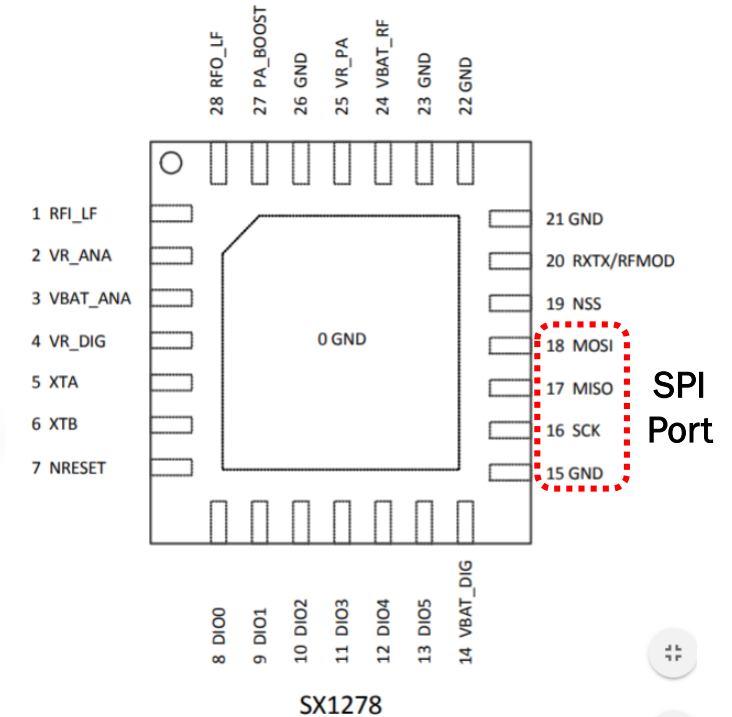 28 RFO_LF
27 PA_BOOST
26 GND
25 VR_PA
24 VBAT_RF
23 GND
22 GND
1 RFI_LF
2 VR_ANA
3 VBAT_ANA
4 VR_DIG
5 XTA
6 XTB
7 NRESET
0 GND
21 GND
20 RXTX/RFMOD
19 NSS
18 MOSI
17 MISO
16 SCK
15 GND
SPI
Port
8 DIO0
9 DIO1
10 DIO2
11 DIO3
12 DIO4
13 DIO5
14 VBAT_DIG
SX1278